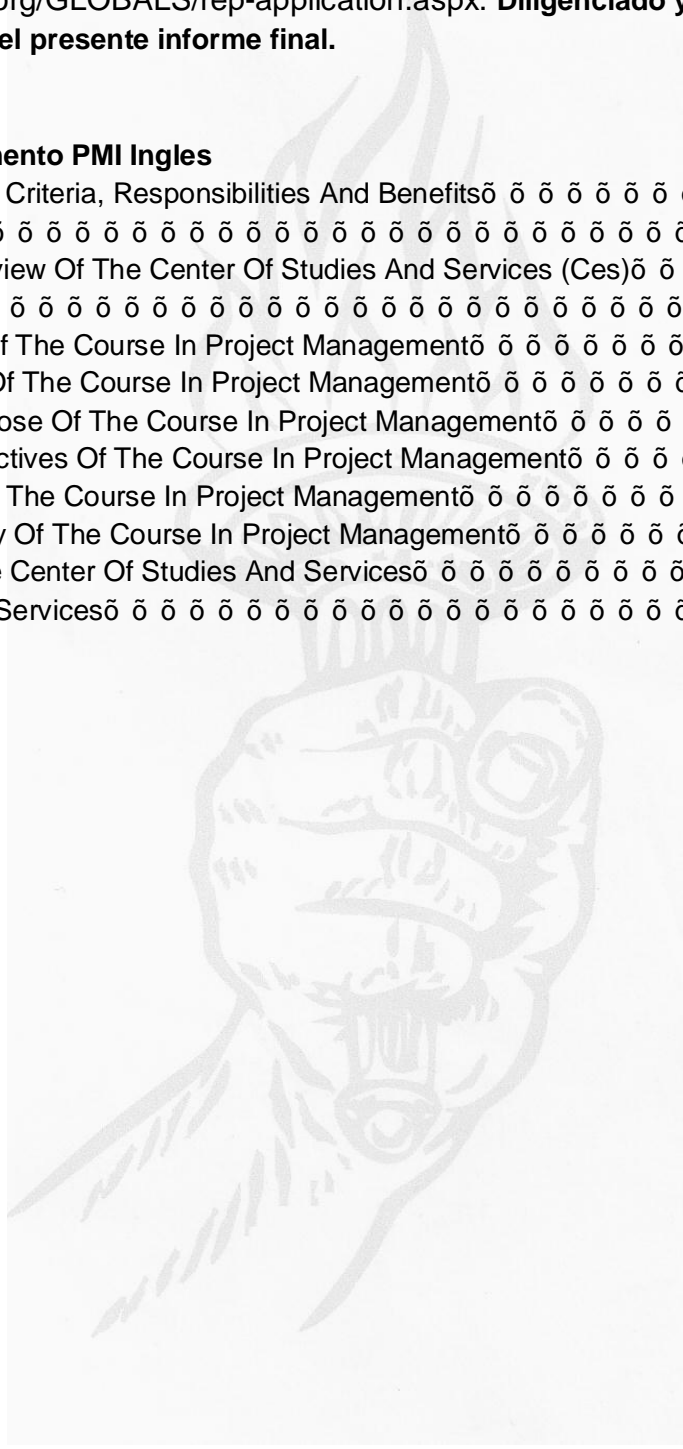 org/GLOBALS/rep-application.aspx. Diligenciado y
el presente informe final.
ento PMI Ingles
Criteria, Responsibilities And Benefitsõ õ õ õ õ õ õ
õ õ õ õ õ õ õ õ õ õ õ õ õ õ õ õ õ õ õ õ õ õ õ õ õ
view Of The Center Of Studies And Services (Ces)õ õ
õ õ õ õ õ õ õ õ õ õ õ õ õ õ õ õ õ õ õ õ õ õ õ õ
f The Course In Project Managementõ õ õ õ õ õ õ õ
Of The Course In Project Managementõ õ õ õ õ õ õ
ose Of The Course In Project Managementõ õ õ õ õ
ctives Of The Course In Project Managementõ õ õ õ
The Course In Project Managementõ õ õ õ õ õ õ
y Of The Course In Project Managementõ õ õ õ õ õ õ
e Center Of Studies And Servicesõ õ õ õ õ õ õ õ õ õ
Servicesõ õ õ õ õ õ õ õ õ õ õ õ õ õ õ õ õ õ õ õ õ